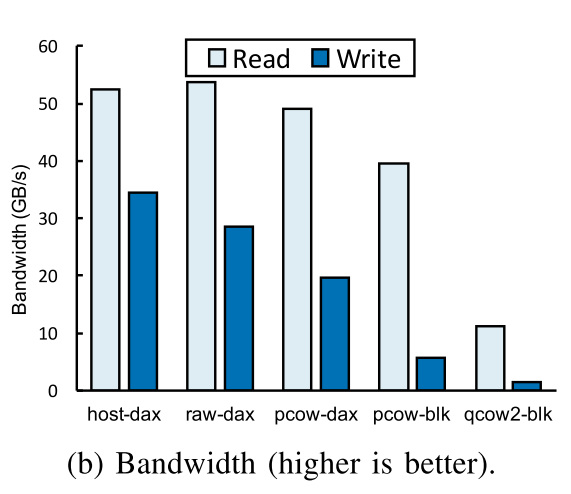 Read Write
60
50
40
30
20
10
0
Bandwidth (GB/s)
host-dax raw-dax pcow-dax pcow-blk qcow2-blk
(b) Bandwidth (higher is better).